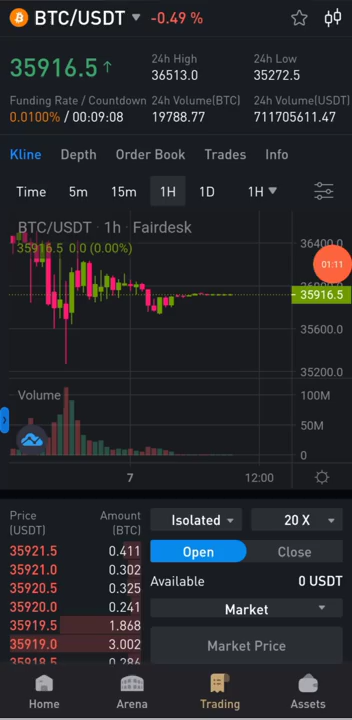 BTC/USDT -0.49 %
35916.5↑
24h High
36513.0
24h Low
35272.5
Funding Rate / Countdown
0.0100% / 00:09:08
24h Volume(BTC)
19788.77
24h Volume(USDT)
711705611.47
Kline Depth Order Book Trades Info
Time 5m 15m 1H 1D 1H
BTC/USDT · 1h · Fairdesk
35916.5 0.0 (0.00%)
36400.0
01:11
35916.5
35600.0
35200.0
Volume
100M
50M
0
7 12:00
Price
(USDT)
Amount
(BTC)
35921.5 0.411
35921.0 0.302
35920.5 0.325
35920.0 0.241
35919.5 1.868
35919.0 3.002
35918.5 0.286
Isolated 20 X
Open Close
Available 0 USDT
Market
Market Price
Home Arena Trading Assets